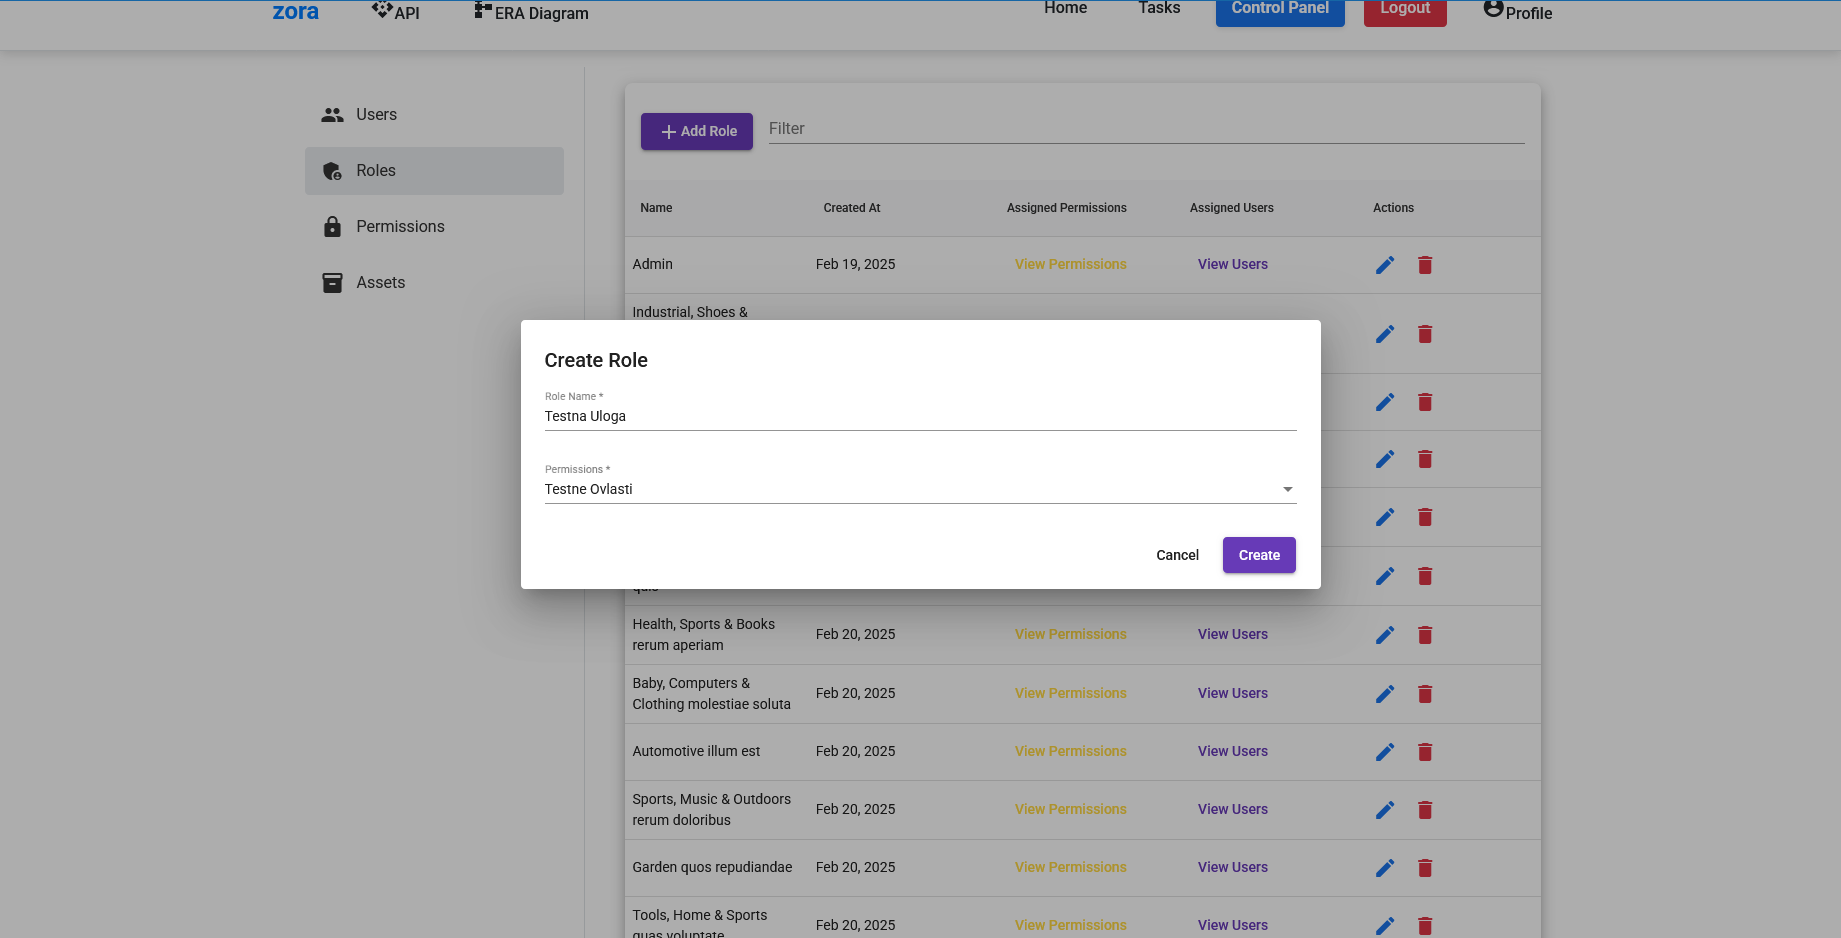 zora
API
ERA Diagram
Home
Tasks
Control Panel
Logout
Profile
Users
Roles
Permissions
Assets
Add Role
Filter
Name
Created At
Assigned Permissions
Assigned Users
Actions
Admin
Feb 19, 2025
View Permissions
View Users
Industrial, Shoes &
Create Role
Role Name *
Testna Uloga
Permissions *
Testne Ovlasti
Cancel
Create
Health, Sports & Books
rerum aperiam
Feb 20, 2025
View Permissions
View Users
Baby, Computers &
Clothing molestiae soluta
Feb 20, 2025
View Permissions
View Users
Automotive illum est
Feb 20, 2025
View Permissions
View Users
Sports, Music & Outdoors
rerum doloribus
Feb 20, 2025
View Permissions
View Users
Garden quos repudiandae
Feb 20, 2025
View Permissions
View Users
Tools, Home & Sports
quas voluptate
Feb 20, 2025
View Permissions
View Users